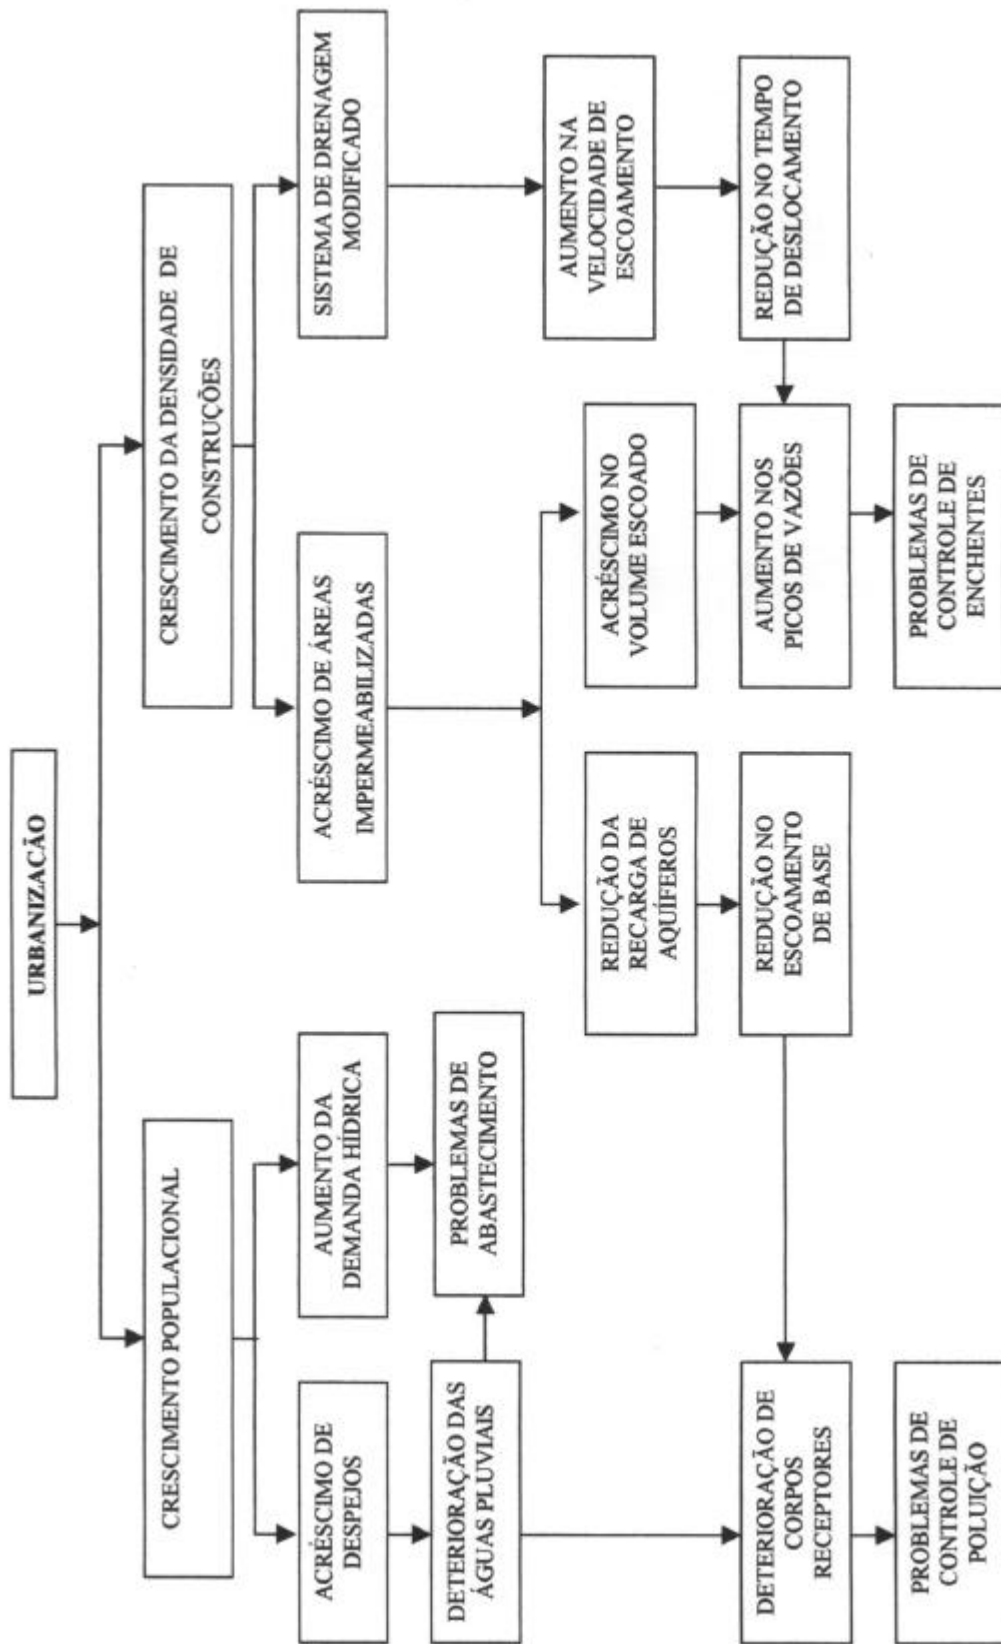 URBANIZACÃO
CRESCIMENTO POPULACIONAL
CRESCIMENTO DA DENSIDADE DE
CONSTRUÇÕES
ACRÉSCIMO DE
DESPEJOS
AUMENTO DA
DEMANDA HÍDRICA
ACRÉSCIMO DE ÁREAS
IMPERMEABILIZADAS
SISTEMA DE DRENAGEM
MODIFICADO
DETERIORAÇÃO DAS
ÁGUAS PLUVIAIS
PROBLEMAS DE
ABASTECIMENTO
REDUÇÃO DA
RECARGA DE
AQUÍFEROS
ACRÉSCIMO NO
VOLUME ESCOADO
AUMENTO NA
VELOCIDADE DE
ESCOAMENTO
DETERIORAÇÃO DE
CORPOS
RECEPTORES
REDUÇÃO NO
ESCOAMENTO
DE BASE
AUMENTO NOS
PICOS DE VAZÕES
REDUÇÃO NO TEMPO
DE DESLOCAMENTO
PROBLEMAS DE
CONTROLE DE
POLUIÇÃO
PROBLEMAS DE
CONTROLE DE
ENCHENTES